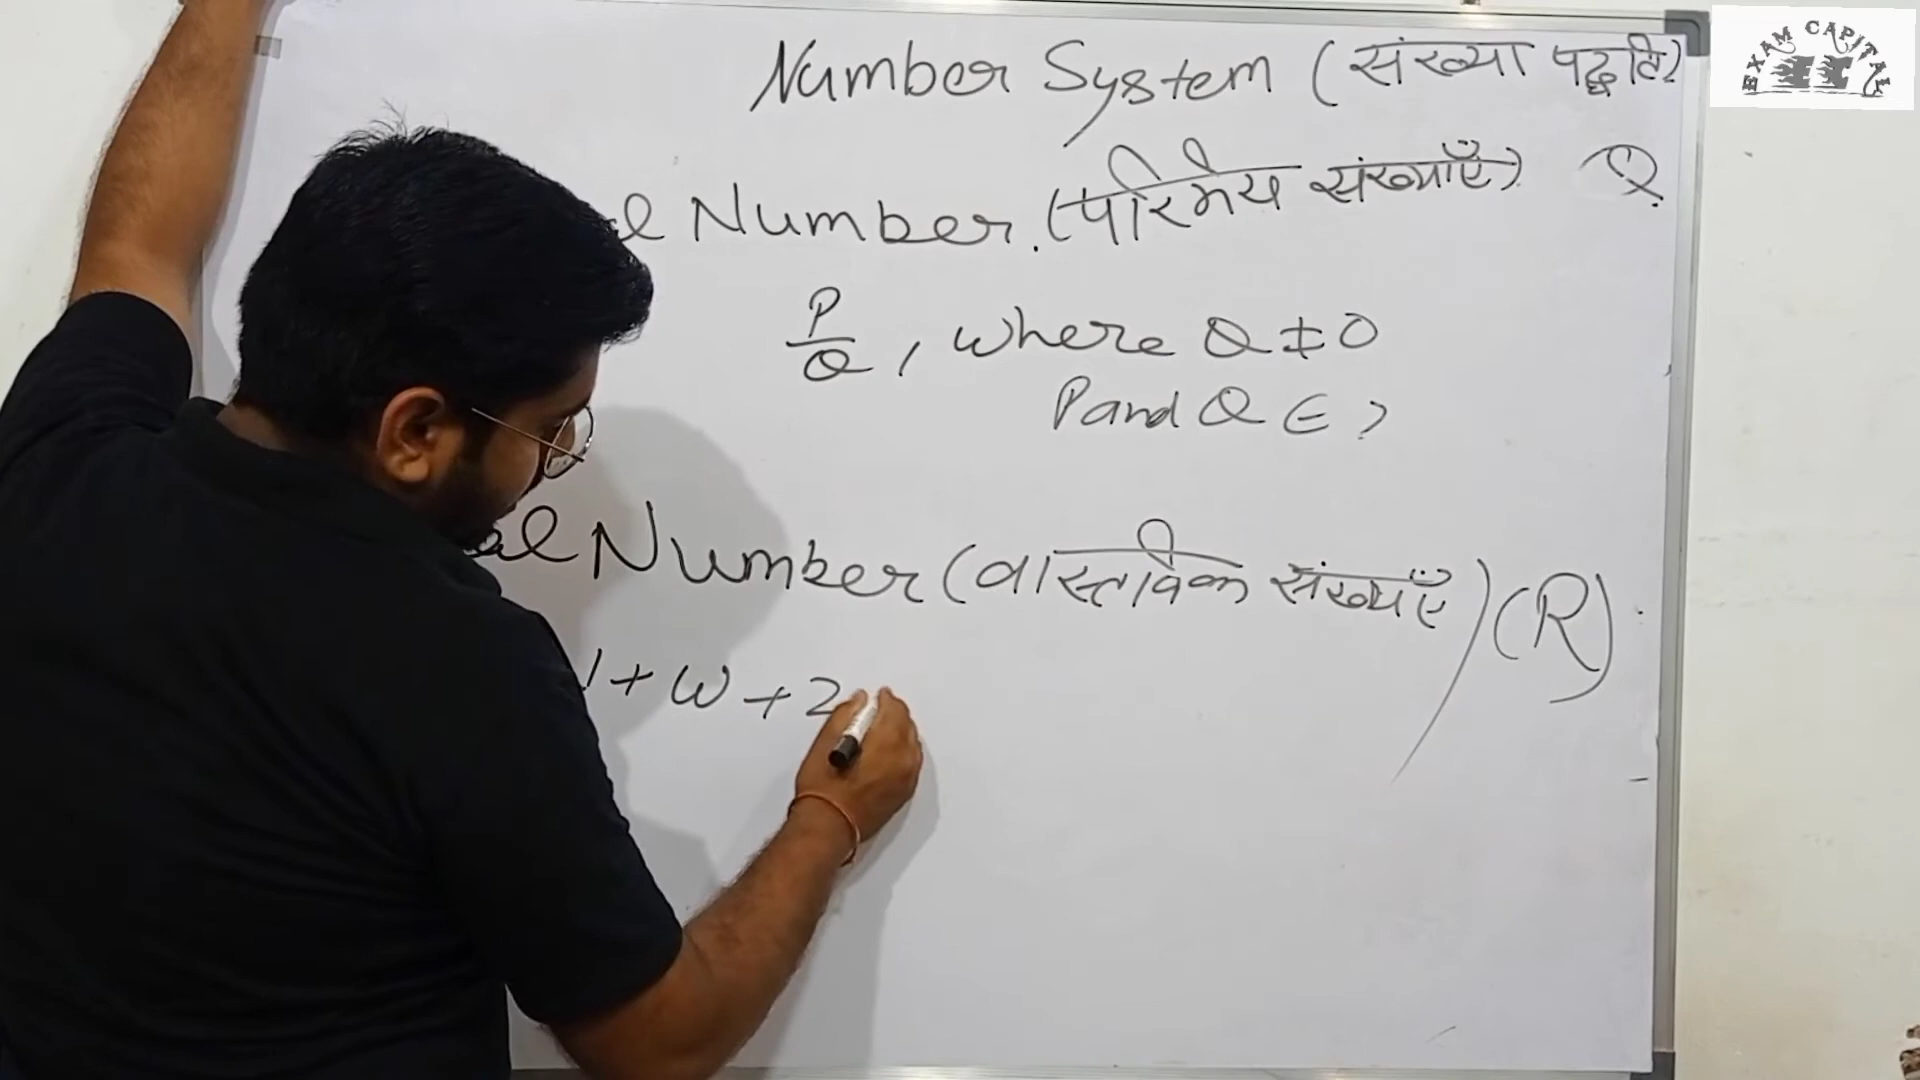 Number System (संख्या पद्धति)
EXAM CAPITAL
Number. (परिमेय संख्याएँ) Q
P/Q, where Q ≠ 0
P and Q ∈
Number (वास्तविक संख्याएँ) (R)
+ W + Z